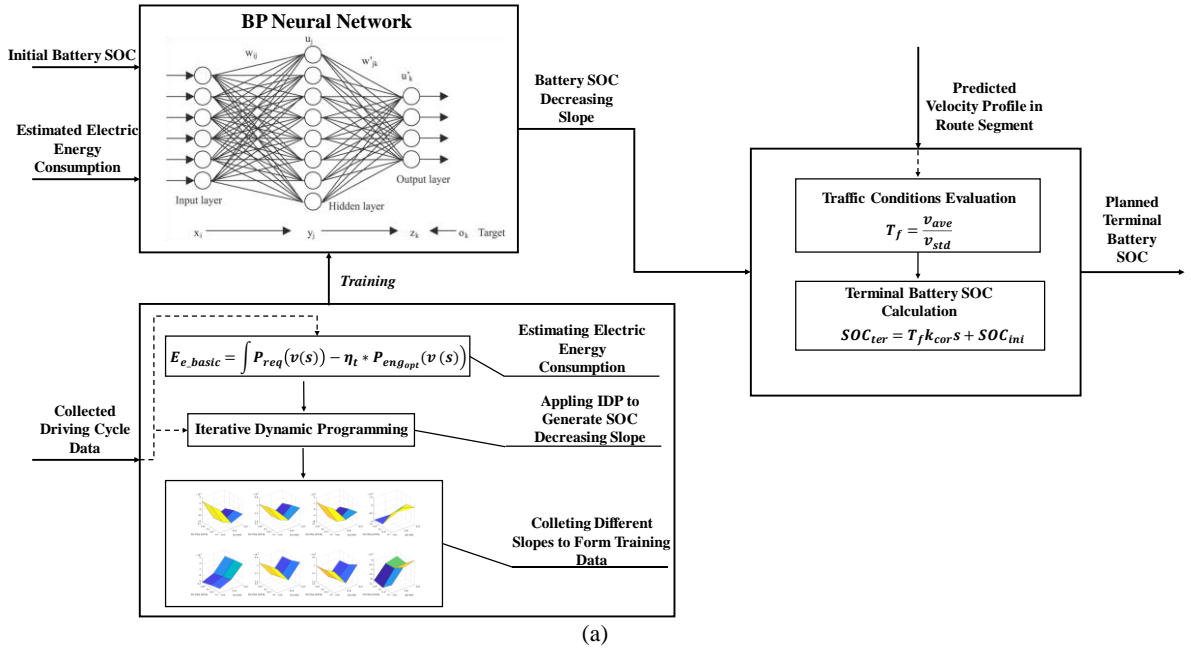 BP Neural Network
Initial Battery SOC
Estimated Electric
Energy
Consumption
w_ij
u_j
w'_jk
u'_k
Input layer
Hidden layer
Output layer
x_i
y_j
z_k
o_k
Target
Battery SOC
Decreasing
Slope
Training
Predicted
Velocity Profile in
Route Segment
Traffic Conditions Evaluation
T_f = v_ave / v_std
Terminal Battery SOC
Calculation
SOC_ter = T_f k_cor s + SOC_ini
Planned
Terminal
Battery
SOC
Collected
Driving Cycle
Data
E_e_basic = ∫ P_req(v(s)) − η_t * P_eng_opt(v (s))
Estimating Electric
Energy
Consumption
Iterative Dynamic Programming
Appling IDP to
Generate SOC
Decreasing Slope
Colleting Different
Slopes to Form Training
Data
(a)